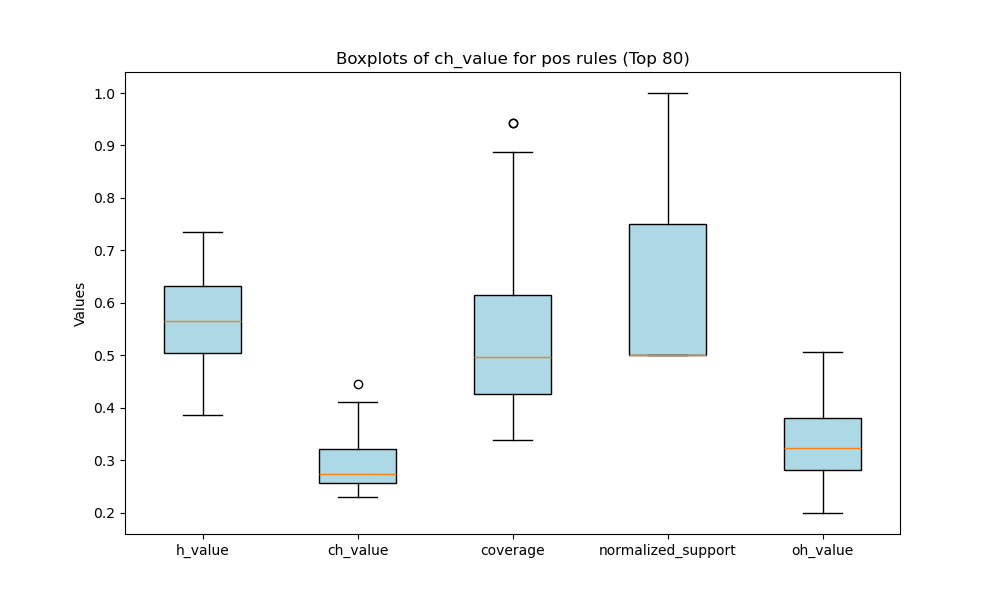 Boxplots of ch_value for pos rules (Top 80)
Values
1.0
0.9
0.8
0.7
0.6
0.5
0.4
0.3
0.2
h_value
ch_value
coverage
normalized_support
oh_value